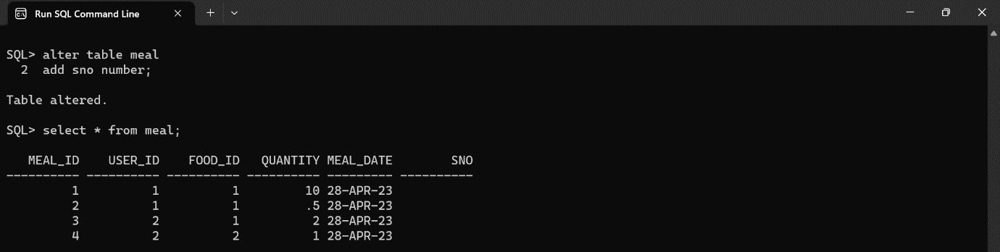 Run SQL Command Line
SQL> alter table meal
  2  add sno number;
Table altered.
SQL> select * from meal;
   MEAL_ID    USER_ID    FOOD_ID   QUANTITY MEAL_DATE        SNO
---------- ---------- ---------- ---------- --------- ----------
         1          1          1         10 28-APR-23
         2          1          1         .5 28-APR-23
         3          2          1          2 28-APR-23
         4          2          2          1 28-APR-23